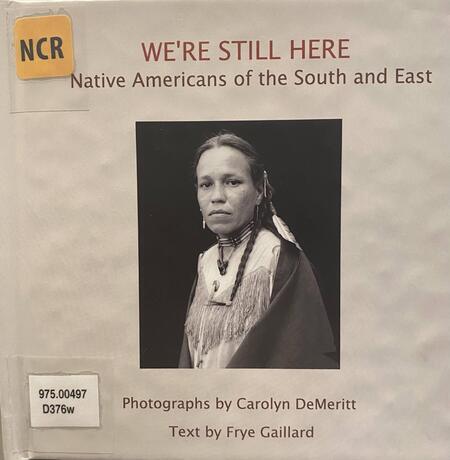 NCR
WE'RE STILL HERE
Native Americans of the South and East
975.00497
D376w
Photographs by Carolyn DeMeritt
Text by Frye Gaillard